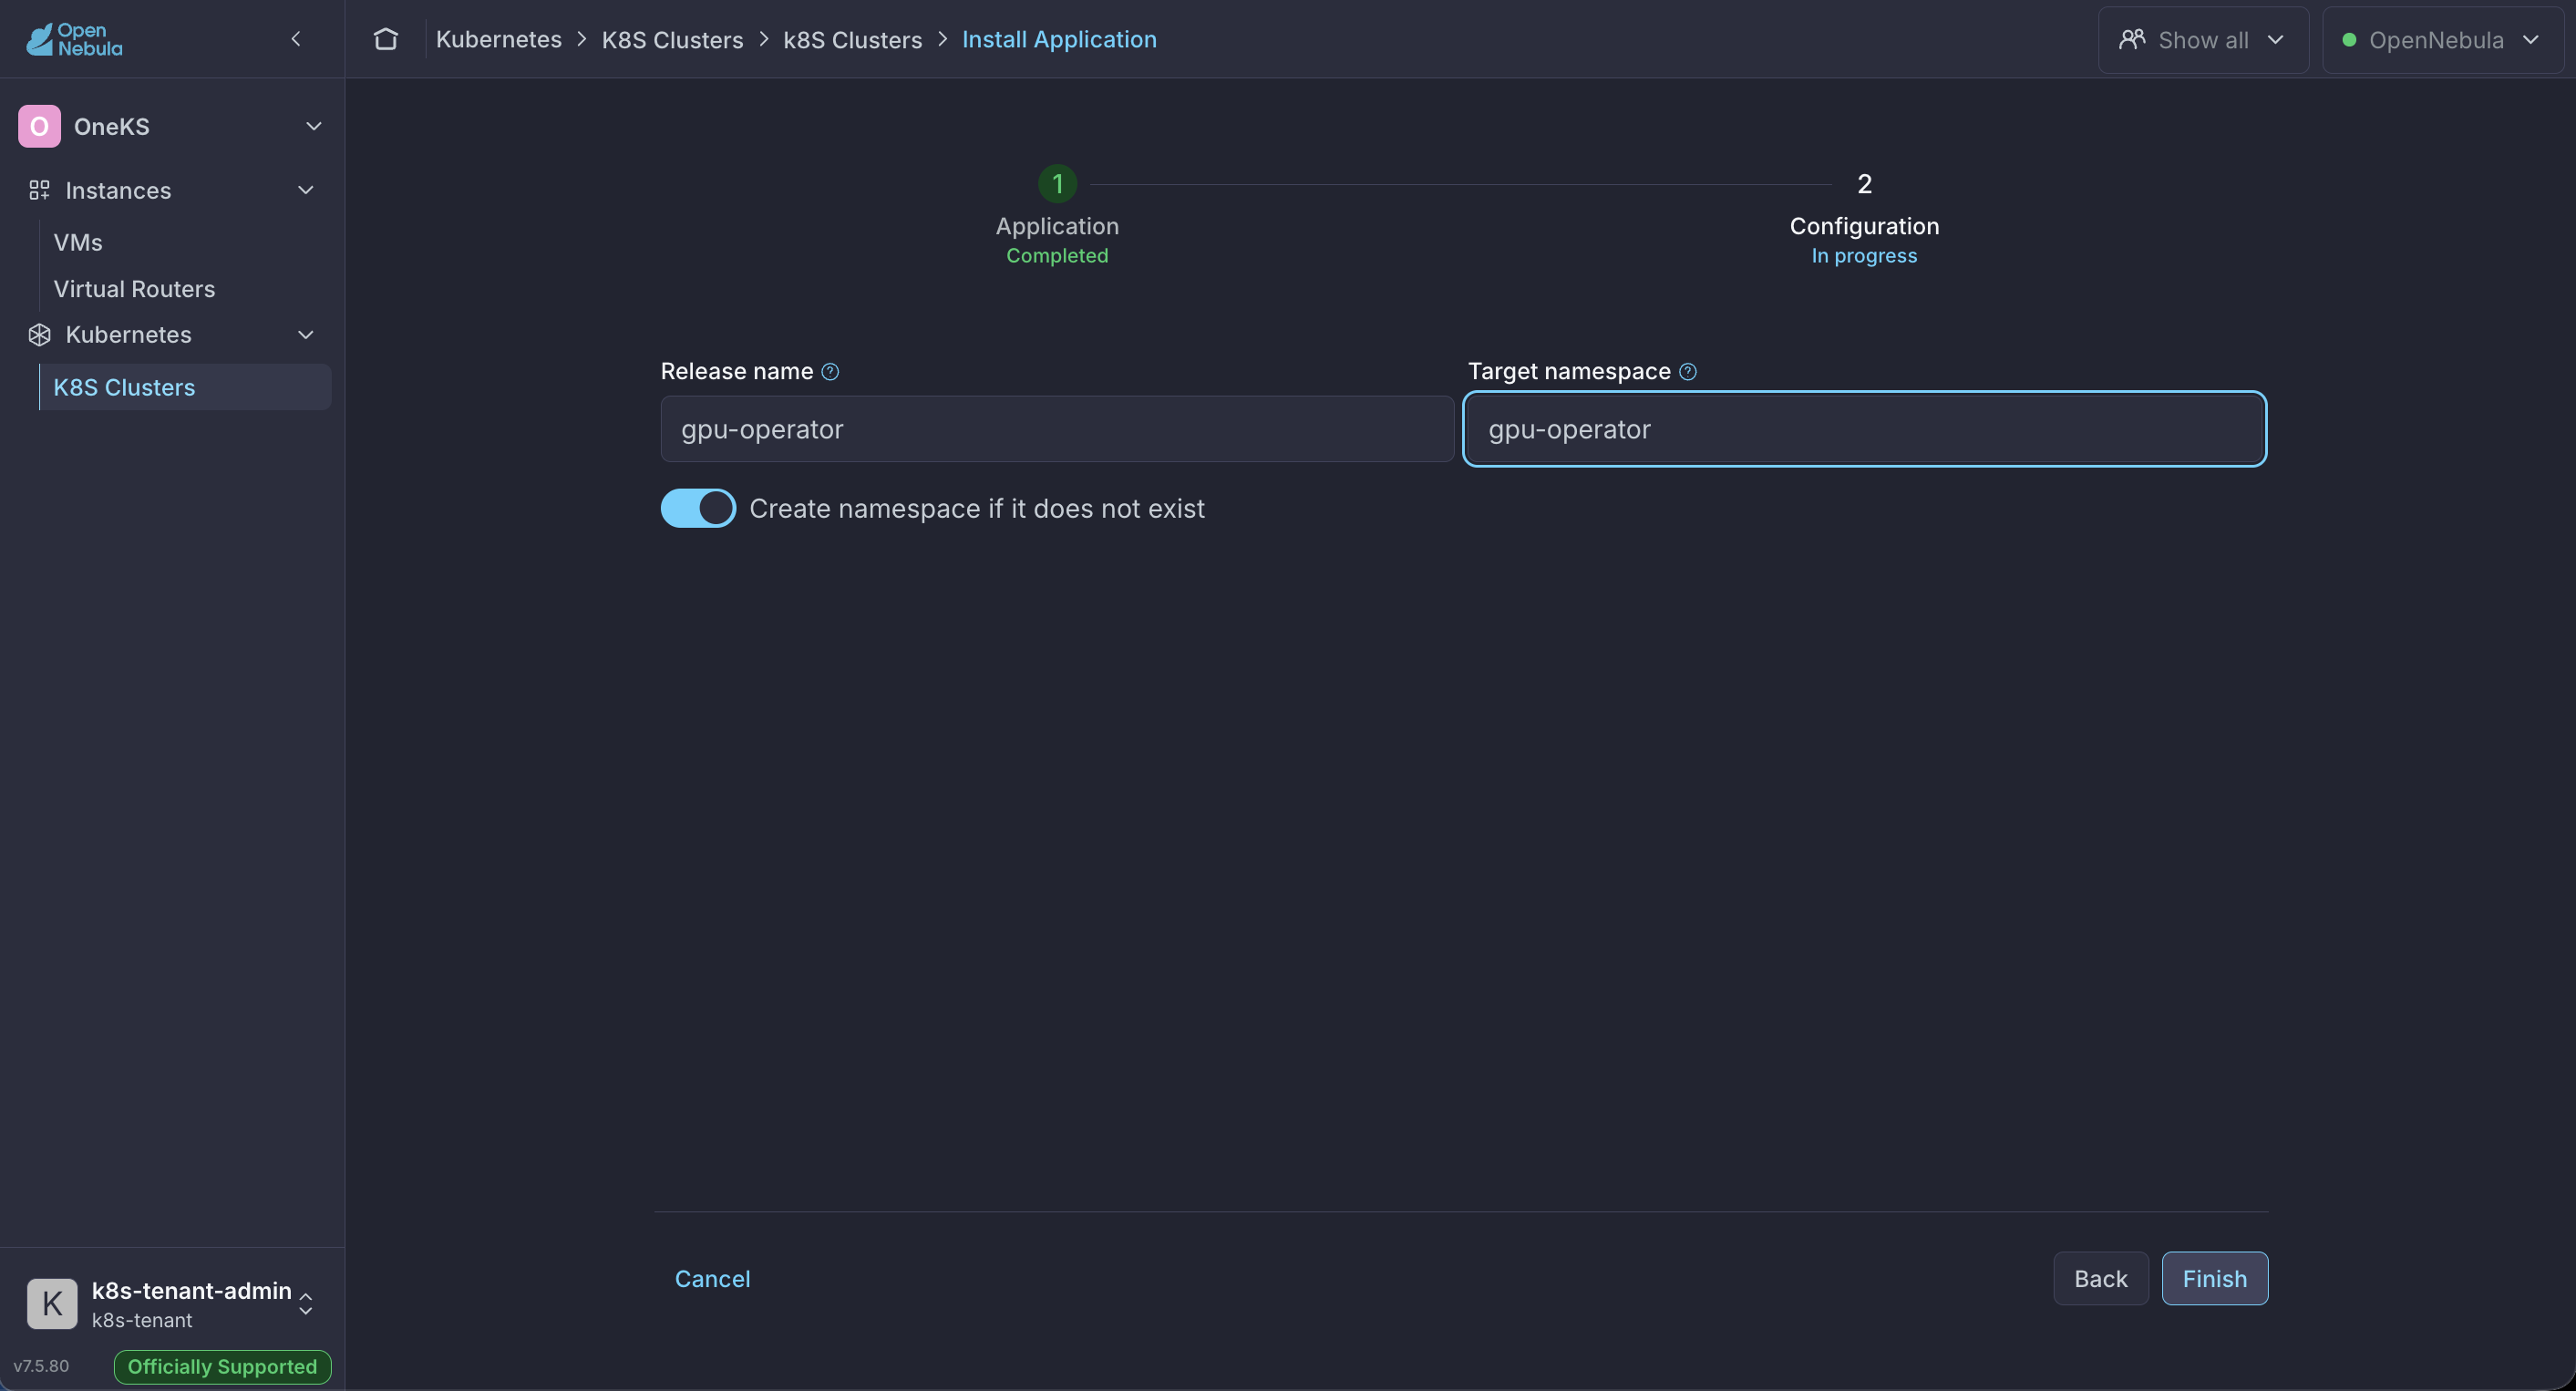 Open
Nebula
Kubernetes > K8S Clusters > k8S Clusters > Install Application
Show all
OpenNebula
O OneKS
Instances
VMs
Virtual Routers
Kubernetes
K8S Clusters
1
Application
Completed
2
Configuration
In progress
Release name ?
gpu-operator
Target namespace ?
gpu-operator
Create namespace if it does not exist
Cancel
Back
Finish
K
k8s-tenant-admin
k8s-tenant
v7.5.80
Officially Supported